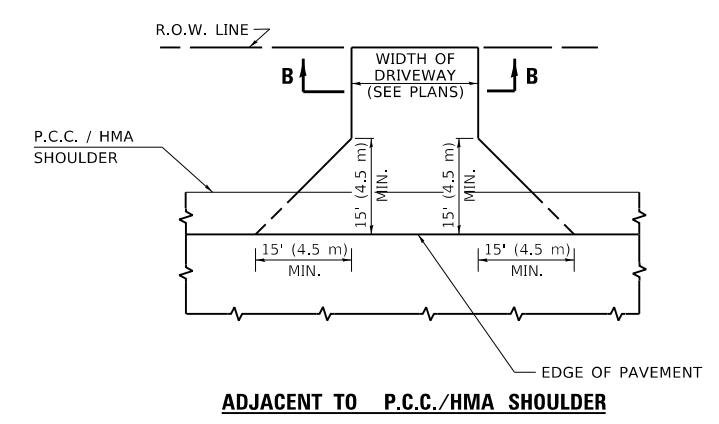 R.O.W. LINE
WIDTH OF
DRIVEWAY
(SEE PLANS)
B
B
P.C.C. / HMA
SHOULDER
15' (4.5 m)
MIN.
15' (4.5 m)
MIN.
15' (4.5 m)
MIN.
15' (4.5 m)
MIN.
EDGE OF PAVEMENT
ADJACENT TO P.C.C./HMA SHOULDER